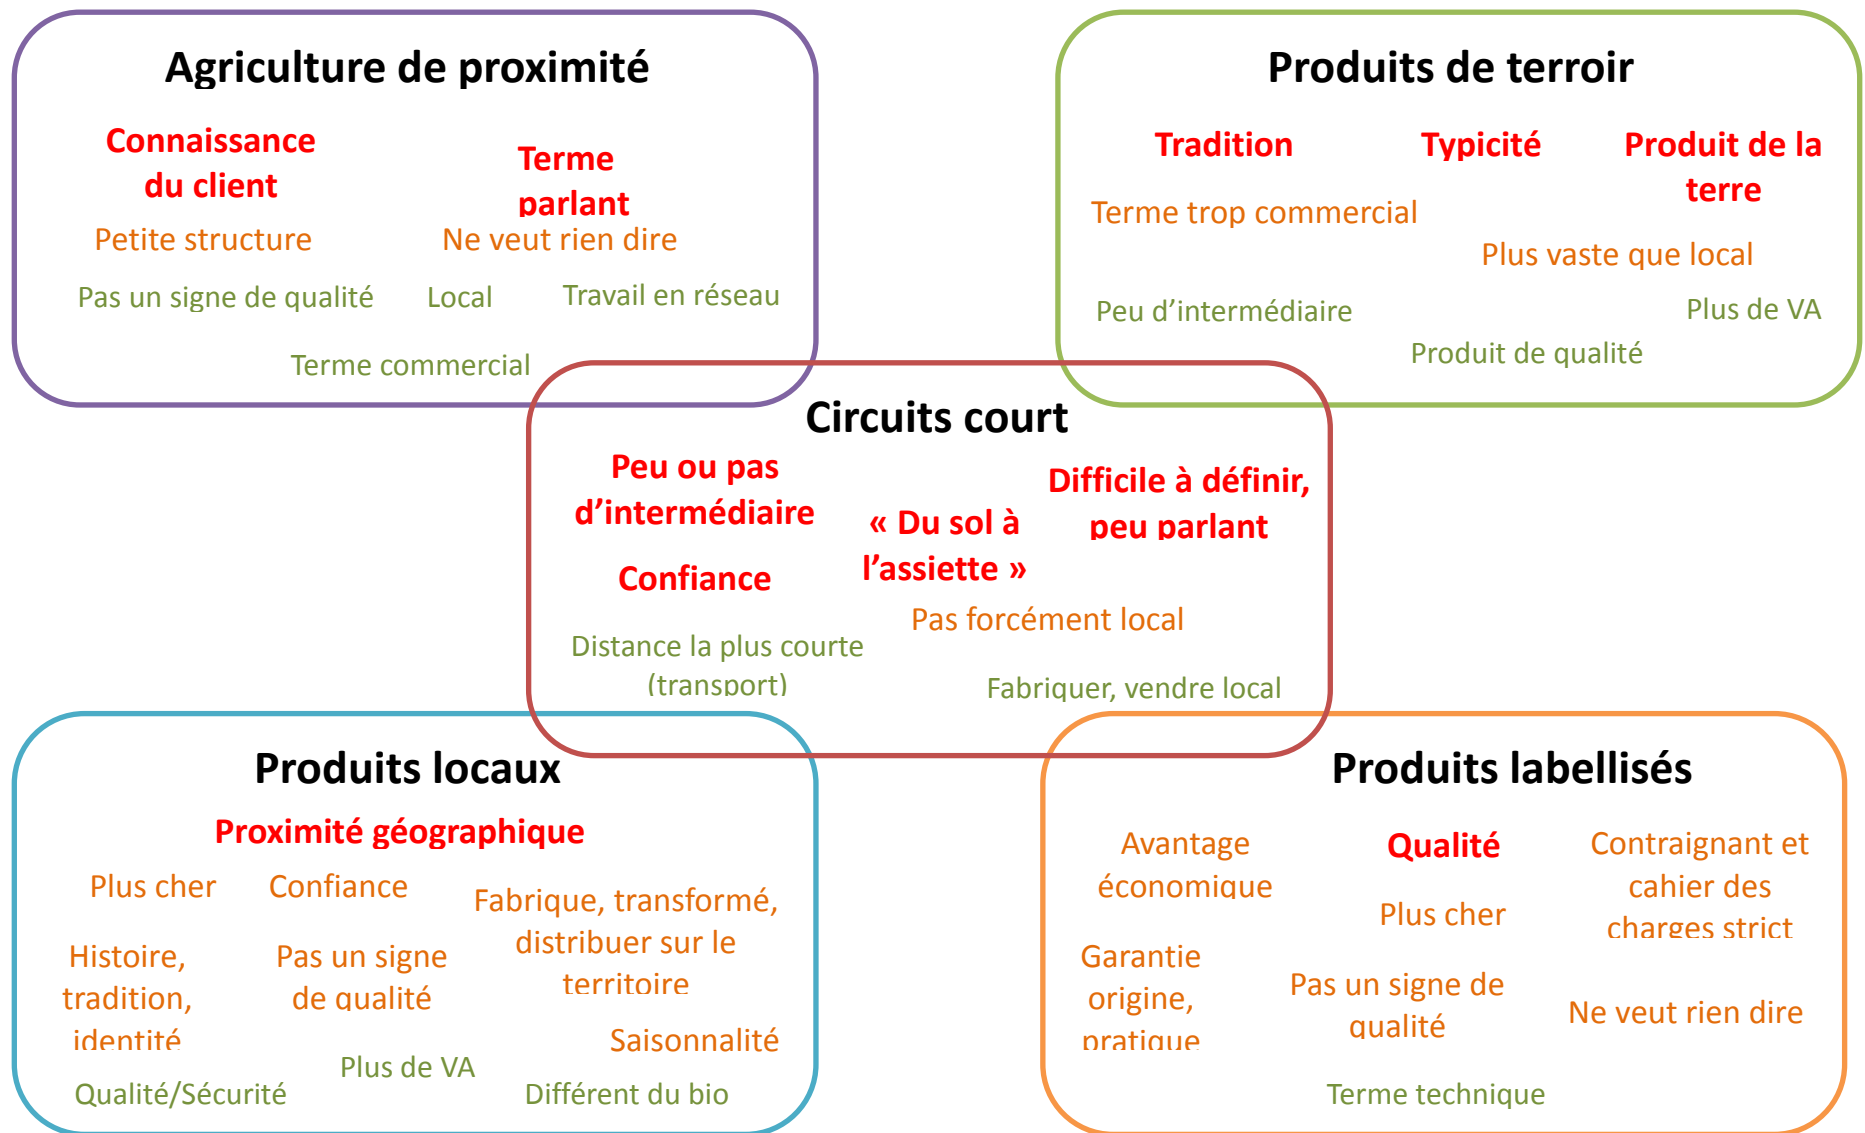 Agriculture de proximité
Connaissance
du client
Terme
parlant
Petite structure
Ne veut rien dire
Pas un signe de qualité
Local
Travail en réseau
Terme commercial
Produits de terroir
Tradition
Typicité
Produit de la
terre
Terme trop commercial
Plus vaste que local
Peu d'intermédiaire
Plus de VA
Produit de qualité
Circuits court
Peu ou pas
d'intermédiaire
« Du sol à
l'assiette »
Difficile à définir,
peu parlant
Confiance
Pas forcément local
Distance la plus courte
(transport)
Fabriquer, vendre local
Produits locaux
Proximité géographique
Plus cher
Confiance
Fabrique, transformé,
distribuer sur le
territoire
Histoire,
tradition,
identité
Pas un signe
de qualité
Saisonnalité
Plus de VA
Qualité/Sécurité
Différent du bio
Produits labellisés
Avantage
économique
Qualité
Contraignant et
cahier des
charges strict
Plus cher
Garantie
origine,
pratique
Pas un signe de
qualité
Ne veut rien dire
Terme technique